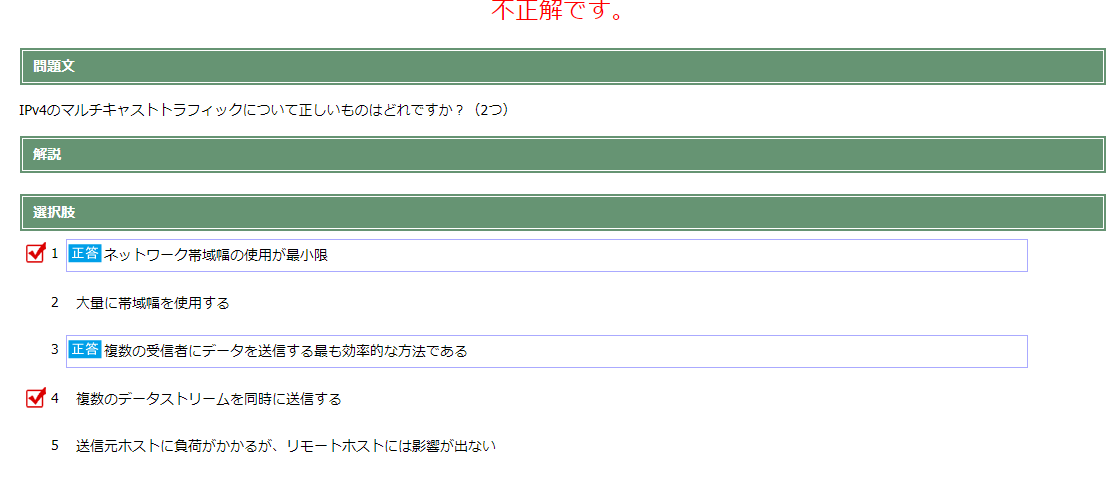 不正解です。
問題文
IPv4のマルチキャストトラフィックについて正しいものはどれですか？（2つ）
解説
選択肢
1 正答 ネットワーク帯域幅の使用が最小限
2 大量に帯域幅を使用する
3 正答 複数の受信者にデータを送信する最も効率的な方法である
4 複数のデータストリームを同時に送信する
5 送信元ホストに負荷がかかるが、リモートホストには影響が出ない